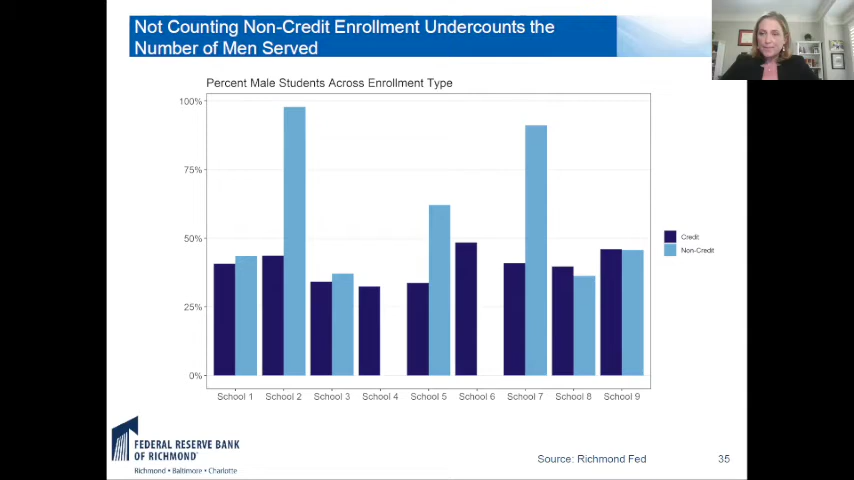 Not Counting Non-Credit Enrollment Undercounts the
Number of Men Served
Percent Male Students Across Enrollment Type
100%
75%
50%
25%
0%
School 1
School 2
School 3
School 4
School 5
School 6
School 7
School 8
School 9
Credit
Non-Credit
FEDERAL RESERVE BANK
OF RICHMOND
Richmond • Baltimore • Charlotte
Source: Richmond Fed
35